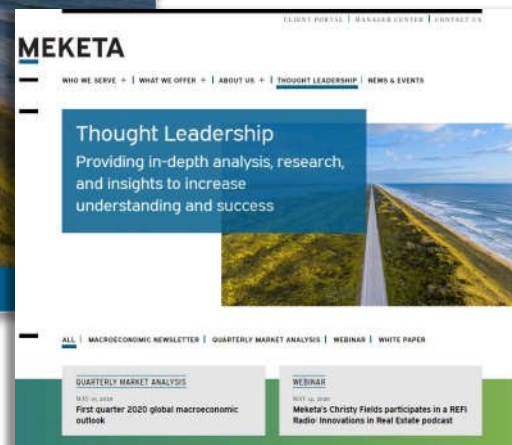 CLIENT PORTAL | MANAGER CENTER | CONTACT US
MEKETA
WHO WE SERVE + | WHAT WE OFFER + | ABOUT US + | THOUGHT LEADERSHIP | NEWS & EVENTS
Thought Leadership
Providing in-depth analysis, research,
and insights to increase
understanding and success
ALL | MACROECONOMIC NEWSLETTER | QUARTERLY MARKET ANALYSIS | WEBINAR | WHITE PAPER
QUARTERLY MARKET ANALYSIS
2020
First quarter 2020 global macroeconomic
outlook
WEBINAR
MAY 2020
Meketa's Christy Fields participates in a REFI
Radio: Innovations in Real Estate podcast